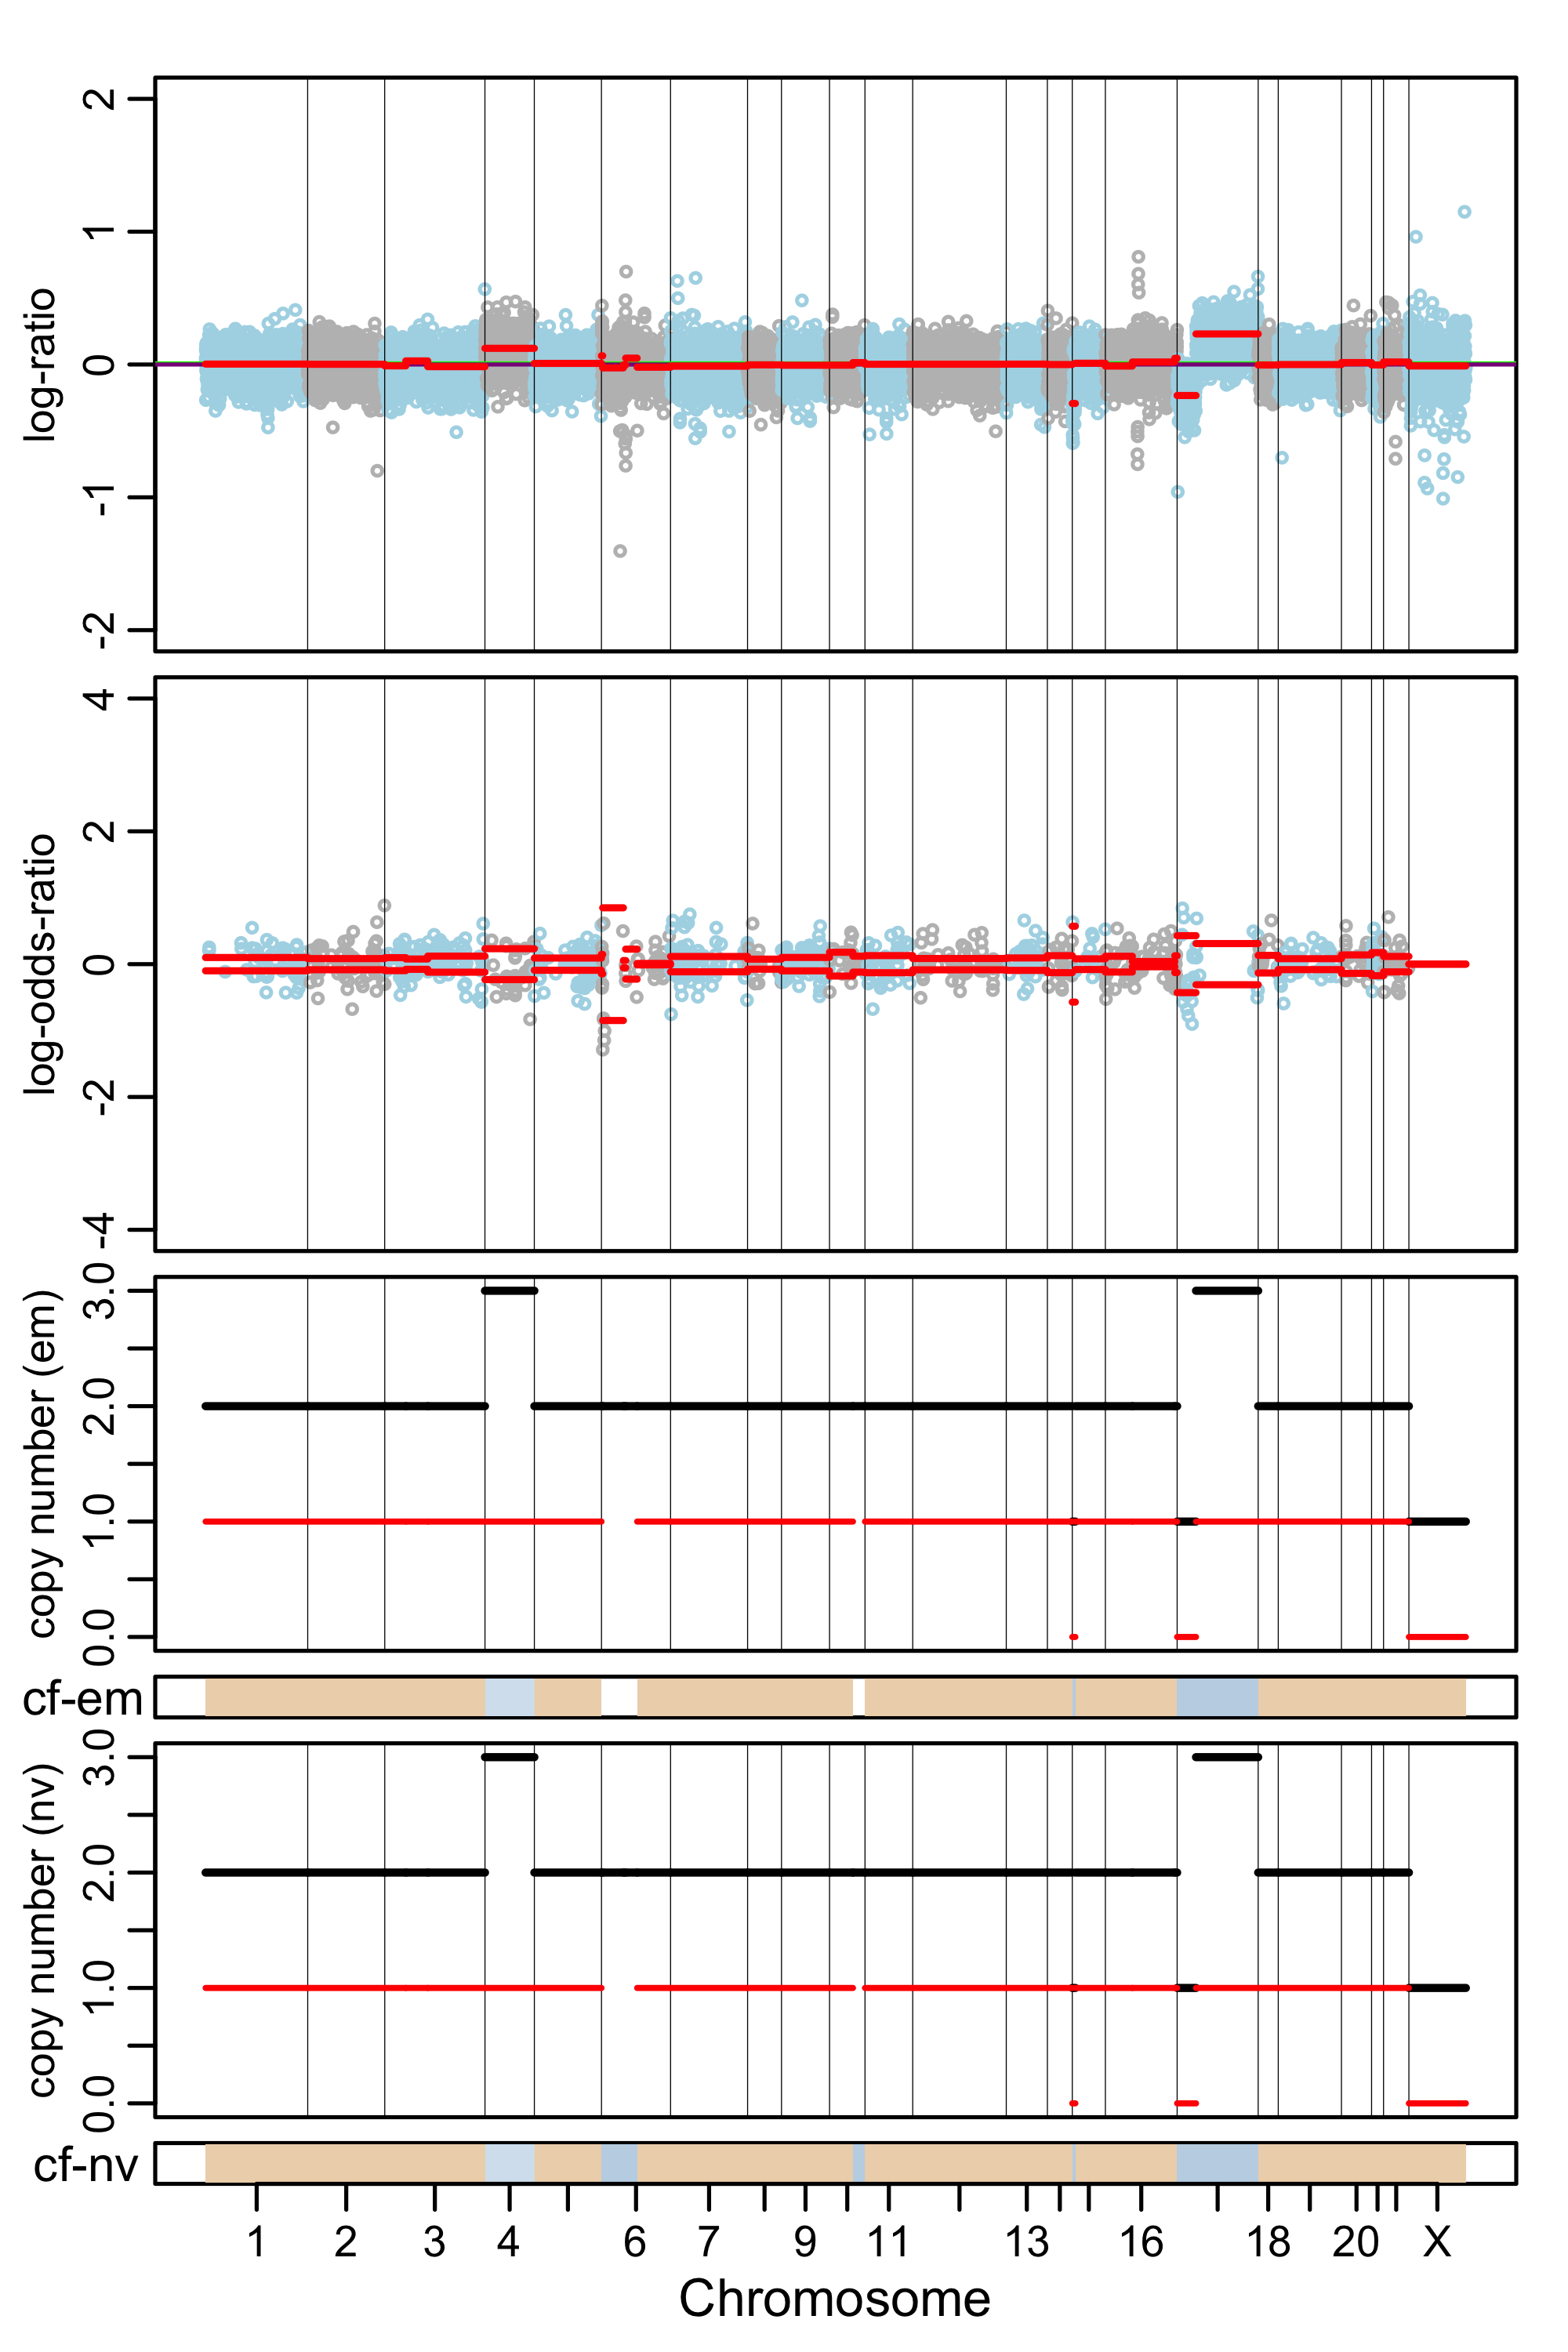 2
1
0
-1
-2
log-ratio
4
2
0
-2
-4
log-odds-ratio
3.0
2.0
1.0
0.0
copy number (em)
cf-em
3.0
2.0
1.0
0.0
copy number (nv)
cf-nv
1 2 3 4 6 7 9 11 13 16 18 20 X
Chromosome